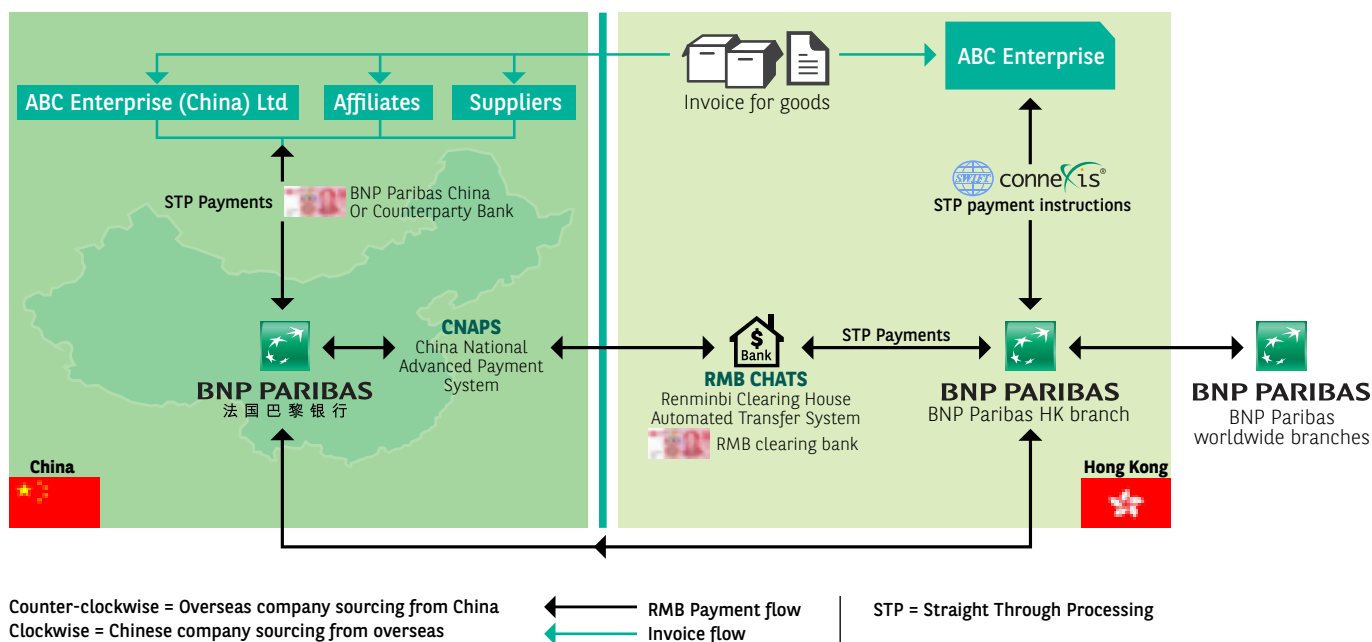 ABC Enterprise
Invoice for goods
ABC Enterprise (China) Ltd
Affiliates
Suppliers
STP Payments
BNP Paribas China
Or Counterparty Bank
SWIFT
conneXis®
STP payment instructions
BNP PARIBAS
法国巴黎银行
CNAPS
China National
Advanced Payment
System
$
Bank
RMB CHATS
Renminbi Clearing House
Automated Transfer System
RMB clearing bank
STP Payments
BNP PARIBAS
BNP Paribas HK branch
BNP PARIBAS
BNP Paribas
worldwide branches
China
Hong Kong
Counter-clockwise = Overseas company sourcing from China
Clockwise = Chinese company sourcing from overseas
RMB Payment flow
Invoice flow
STP = Straight Through Processing